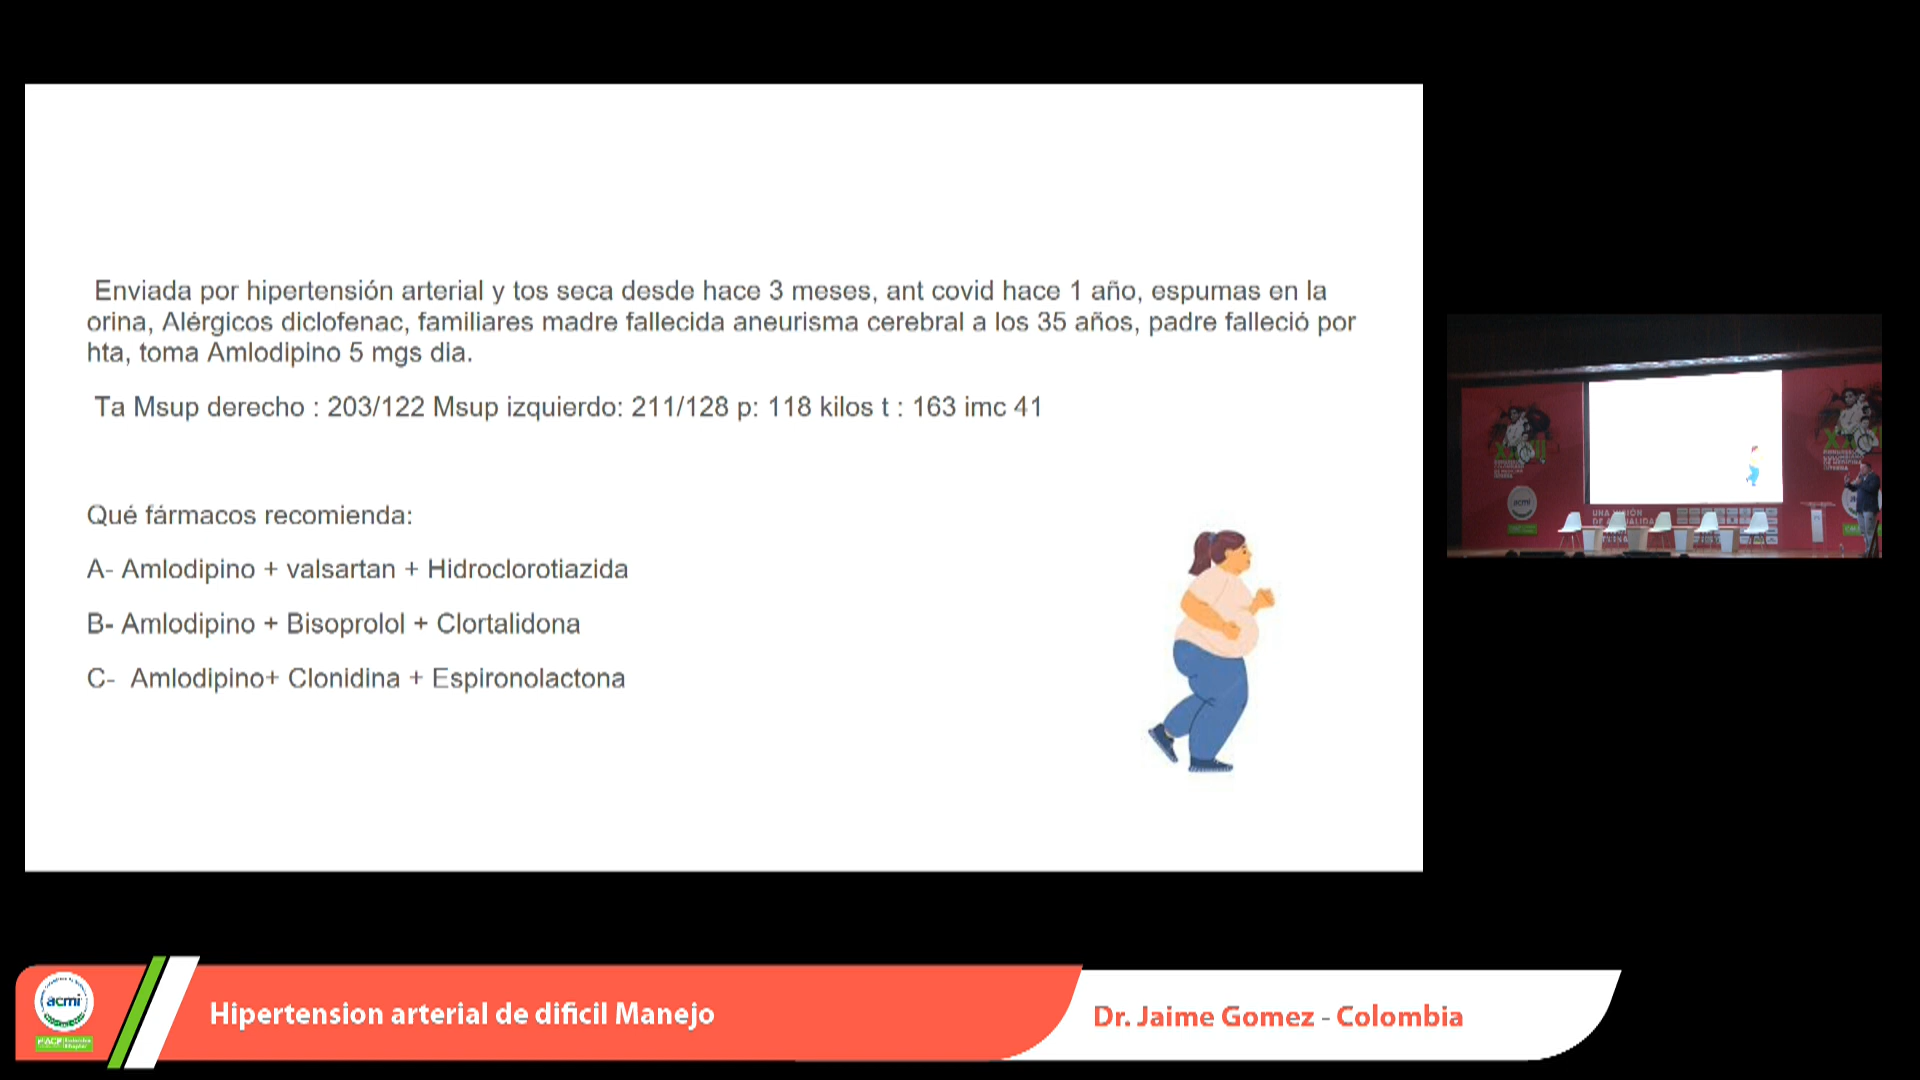 Enviada por hipertensión arterial y tos seca desde hace 3 meses, ant covid hace 1 año, espumas en la
orina, Alérgicos diclofenac, familiares madre fallecida aneurisma cerebral a los 35 años, padre falleció por
hta, toma Amlodipino 5 mgs dia.
Ta Msup derecho : 203/122 Msup izquierdo: 211/128 p: 118 kilos t : 163 imc 41
Qué fármacos recomienda:
A- Amlodipino + valsartan + Hidroclorotiazida
B- Amlodipino + Bisoprolol + Clortalidona
C- Amlodipino+ Clonidina + Espironolactona
acmi
UNA VISIÓN
acmi
Hipertension arterial de dificil Manejo
Dr. Jaime Gomez - Colombia